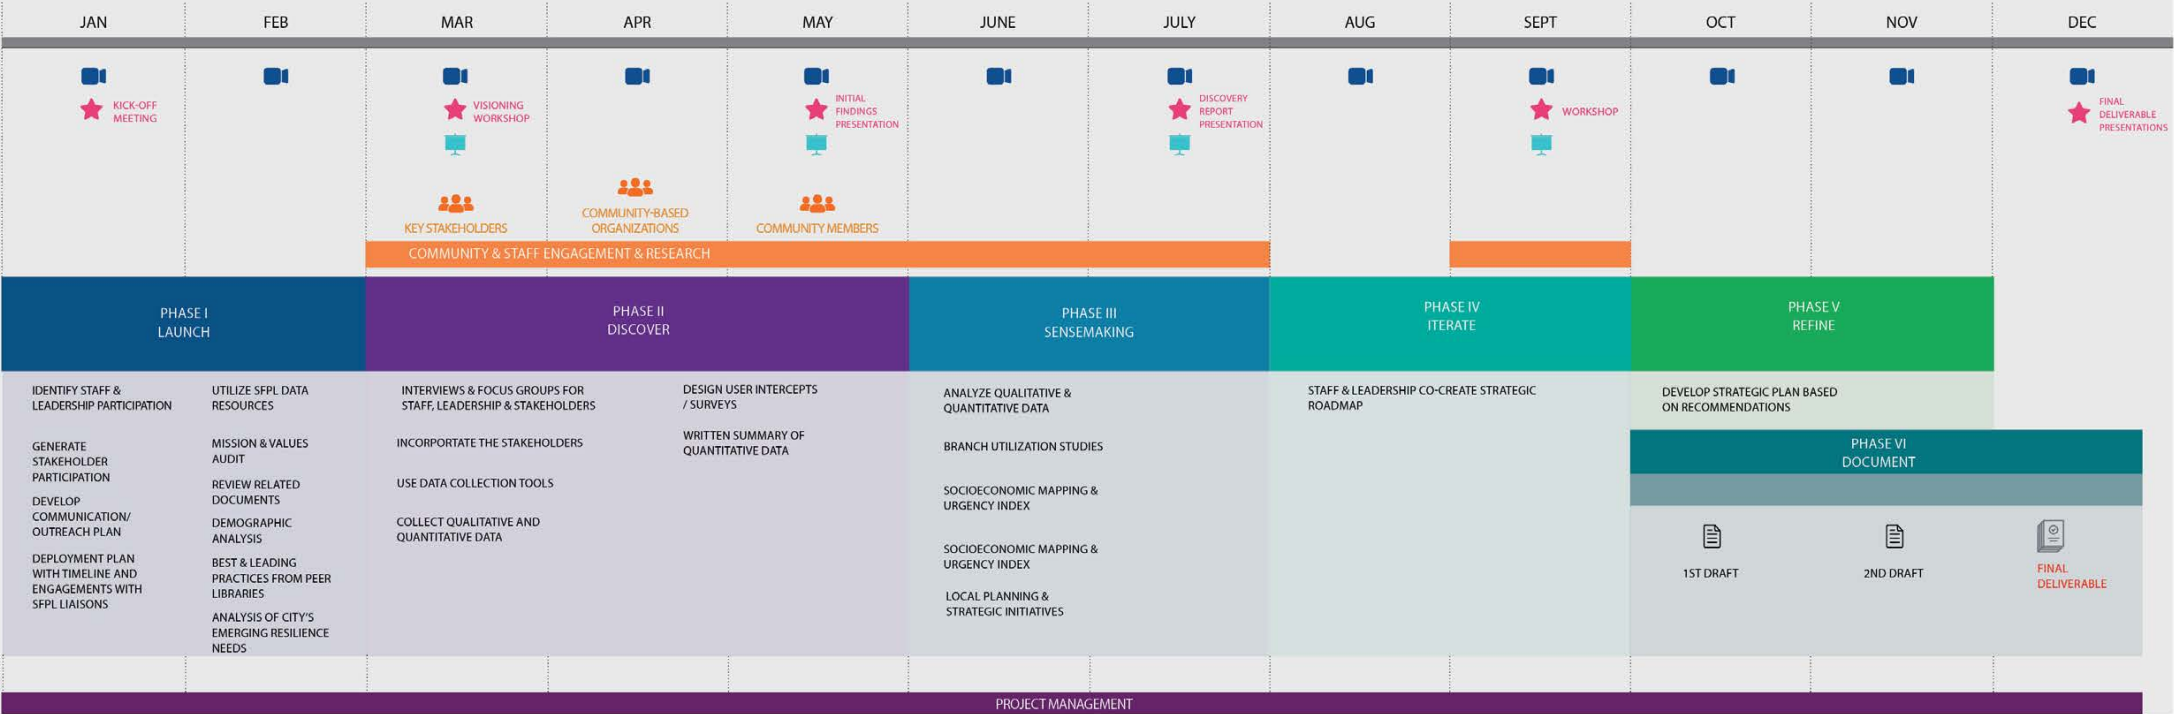 JAN
FEB
MAR
APR
MAY
JUNE
JULY
AUG
SEPT
OCT
NOV
DEC
KICK-OFF
MEETING
VISIONING
WORKSHOP
INITIAL
FINDINGS
PRESENTATION
DISCOVERY
REPORT
PRESENTATION
WORKSHOP
FINAL
DELIVERABLE
PRESENTATIONS
KEY STAKEHOLDERS
COMMUNITY-BASED
ORGANIZATIONS
COMMUNITY MEMBERS
COMMUNITY & STAFF ENGAGEMENT & RESEARCH
PHASE I
LAUNCH
PHASE II
DISCOVER
PHASE III
SENSEMAKING
PHASE IV
ITERATE
PHASE V
REFINE
IDENTIFY STAFF &
LEADERSHIP PARTICIPATION
GENERATE
STAKEHOLDER
PARTICIPATION
DEVELOP
COMMUNICATION/
OUTREACH PLAN
DEPLOYMENT PLAN
WITH TIMELINE AND
ENGAGEMENTS WITH
SFPL LIAISONS
UTILIZE SFPL DATA
RESOURCES
MISSION & VALUES
AUDIT
REVIEW RELATED
DOCUMENTS
DEMOGRAPHIC
ANALYSIS
BEST & LEADING
PRACTICES FROM PEER
LIBRARIES
ANALYSIS OF CITY'S
EMERGING RESILIENCE
NEEDS
INTERVIEWS & FOCUS GROUPS FOR
STAFF, LEADERSHIP & STAKEHOLDERS
INCORPORTATE THE STAKEHOLDERS
USE DATA COLLECTION TOOLS
COLLECT QUALITATIVE AND
QUANTITATIVE DATA
DESIGN USER INTERCEPTS
/ SURVEYS
WRITTEN SUMMARY OF
QUANTITATIVE DATA
ANALYZE QUALITATIVE &
QUANTITATIVE DATA
BRANCH UTILIZATION STUDIES
SOCIOECONOMIC MAPPING &
URGENCY INDEX
SOCIOECONOMIC MAPPING &
URGENCY INDEX
LOCAL PLANNING &
STRATEGIC INITIATIVES
STAFF & LEADERSHIP CO-CREATE STRATEGIC
ROADMAP
DEVELOP STRATEGIC PLAN BASED
ON RECOMMENDATIONS
PHASE VI
DOCUMENT
1ST DRAFT
2ND DRAFT
FINAL
DELIVERABLE
PROJECT MANAGEMENT